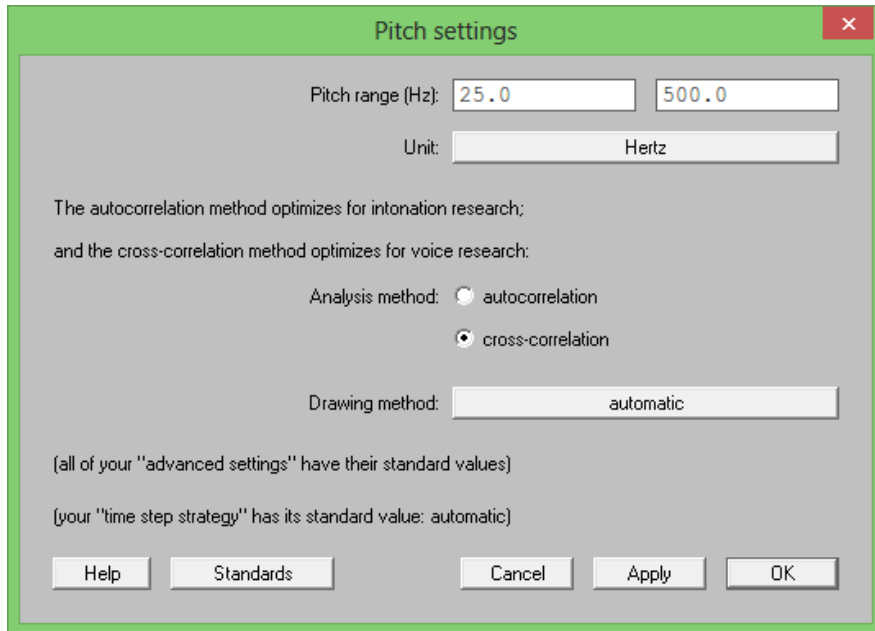 Pitch settings
Pitch range (Hz): 25.0 500.0
Unit: Hertz
The autocorrelation method optimizes for intonation research;
and the cross-correlation method optimizes for voice research:
Analysis method: autocorrelation
cross-correlation
Drawing method: automatic
(all of your "advanced settings" have their standard values)
(your "time step strategy" has its standard value: automatic)
Help Standards Cancel Apply OK